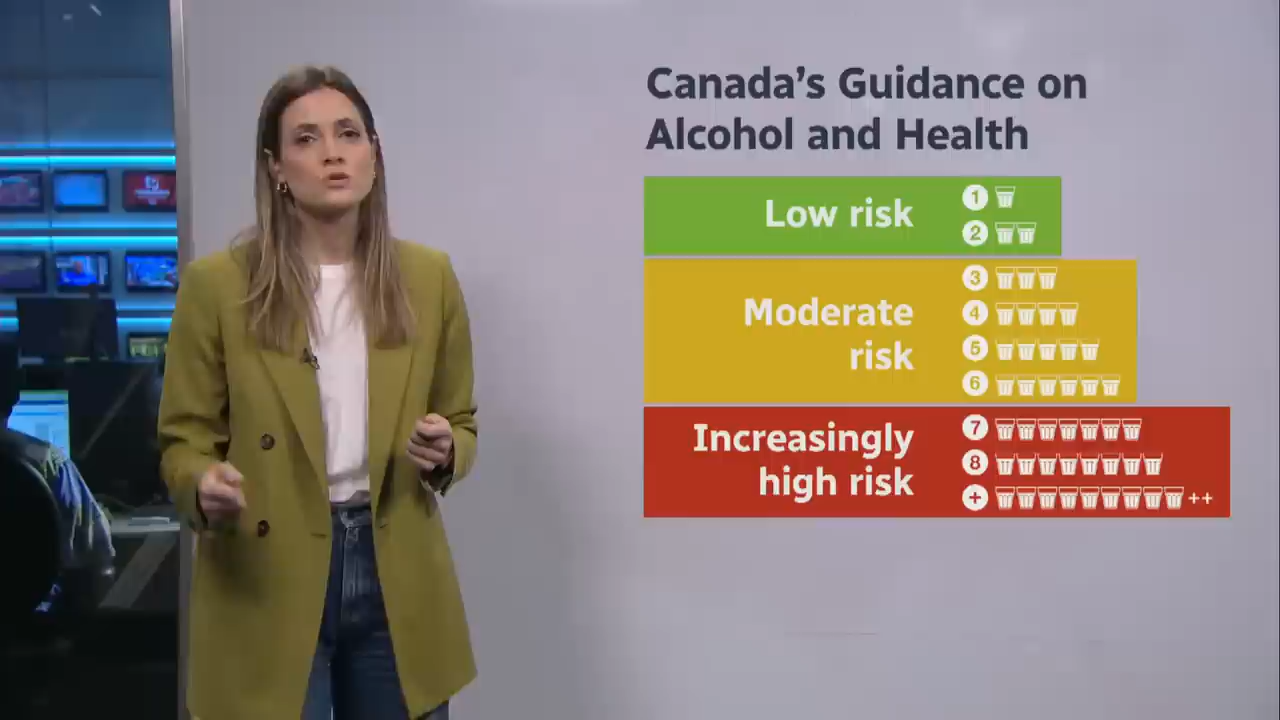 Canada's Guidance on
Alcohol and Health
Low risk
1
2
Moderate
risk
3
4
5
6
Increasingly
high risk
7
8
+
++